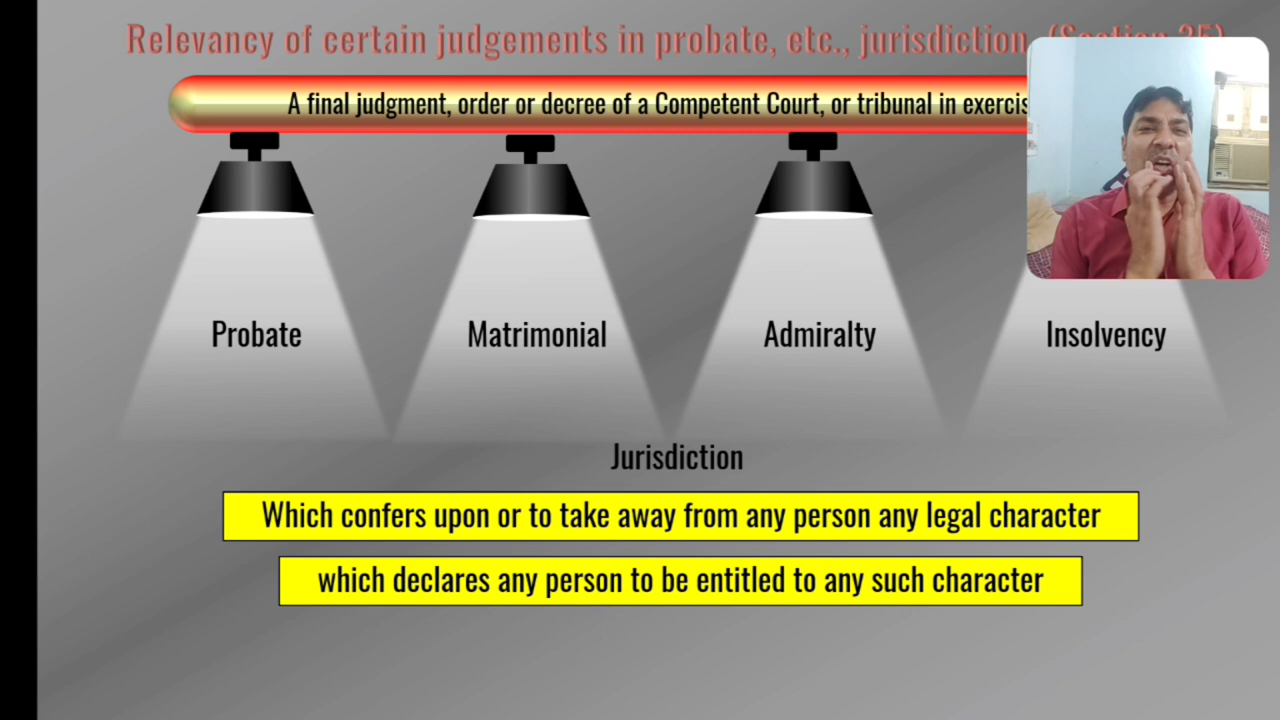 Relevancy of certain judgements in probate, etc., jurisdiction
A final judgment, order or decree of a Competent Court, or tribunal in exercis
Probate
Matrimonial
Admiralty
Insolvency
Jurisdiction
Which confers upon or to take away from any person any legal character
which declares any person to be entitled to any such character